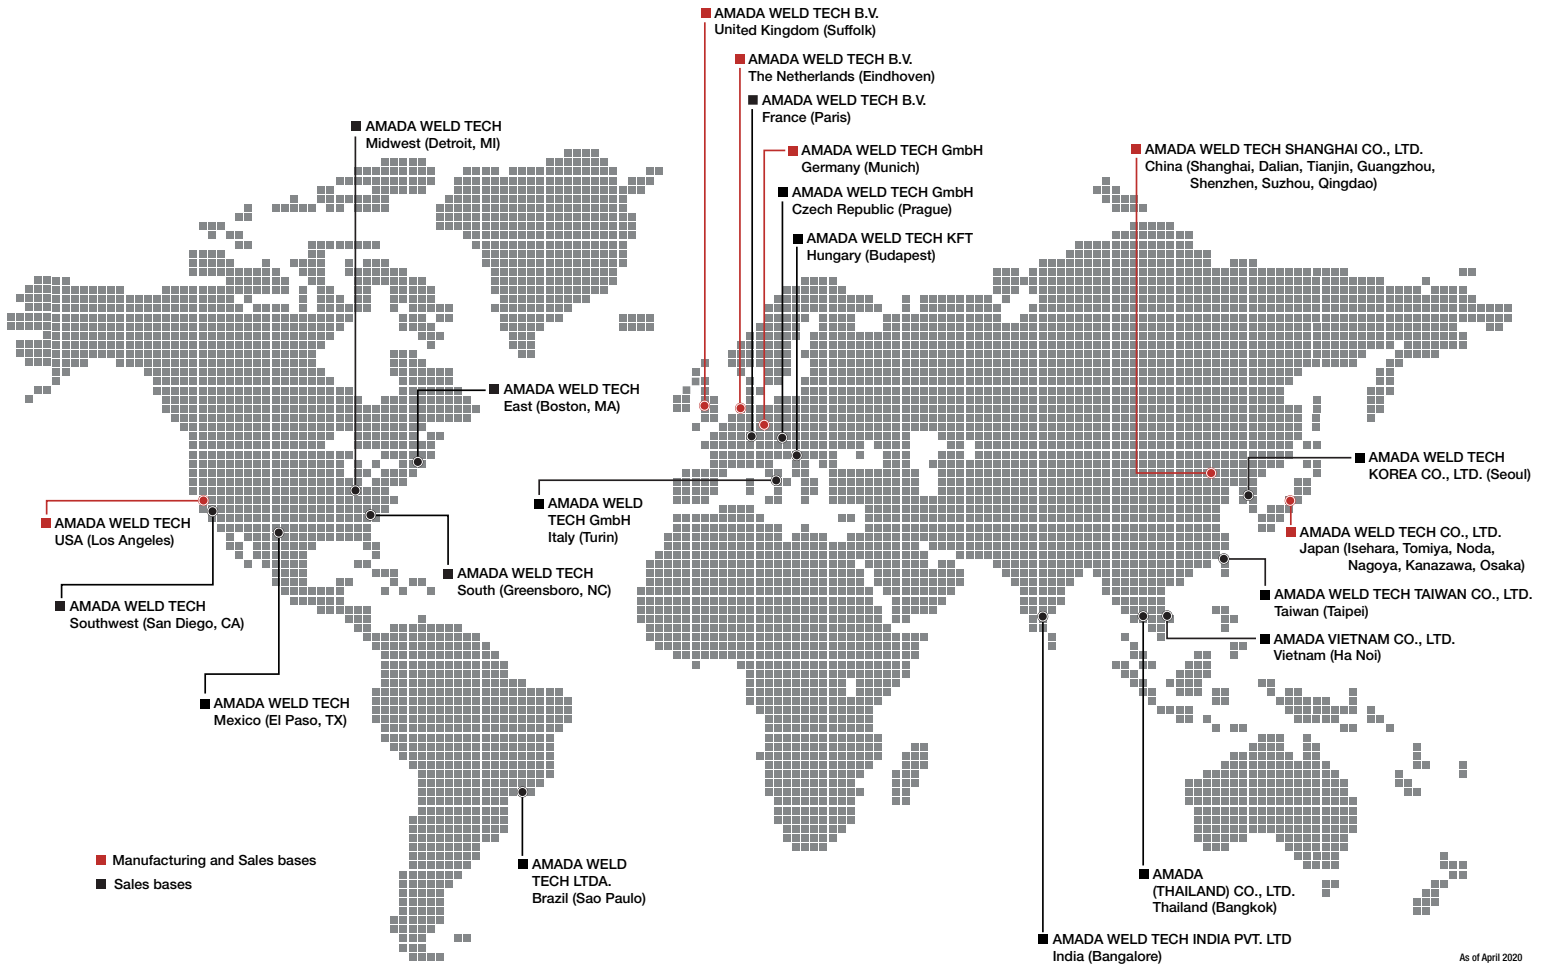 AMADA WELD TECH B.V.
United Kingdom (Suffolk)
AMADA WELD TECH B.V.
The Netherlands (Eindhoven)
AMADA WELD TECH B.V.
France (Paris)
AMADA WELD TECH
Midwest (Detroit, MI)
AMADA WELD TECH GmbH
Germany (Munich)
AMADA WELD TECH SHANGHAI CO., LTD.
China (Shanghai, Dalian, Tianjin, Guangzhou,
Shenzhen, Suzhou, Qingdao)
AMADA WELD TECH GmbH
Czech Republic (Prague)
AMADA WELD TECH KFT
Hungary (Budapest)
AMADA WELD TECH
East (Boston, MA)
AMADA WELD TECH
KOREA CO., LTD. (Seoul)
AMADA WELD
TECH GmbH
Italy (Turin)
AMADA WELD TECH
USA (Los Angeles)
AMADA WELD TECH CO., LTD.
Japan (Isehara, Tomiya, Noda,
Nagoya, Kanazawa, Osaka)
AMADA WELD TECH
South (Greensboro, NC)
AMADA WELD TECH
Southwest (San Diego, CA)
AMADA WELD TECH TAIWAN CO., LTD.
Taiwan (Taipei)
AMADA VIETNAM CO., LTD.
Vietnam (Ha Noi)
AMADA WELD TECH
Mexico (El Paso, TX)
Manufacturing and Sales bases
Sales bases
AMADA WELD
TECH LTDA.
Brazil (Sao Paulo)
AMADA
(THAILAND) CO., LTD.
Thailand (Bangkok)
AMADA WELD TECH INDIA PVT. LTD
India (Bangalore)
As of April 2020